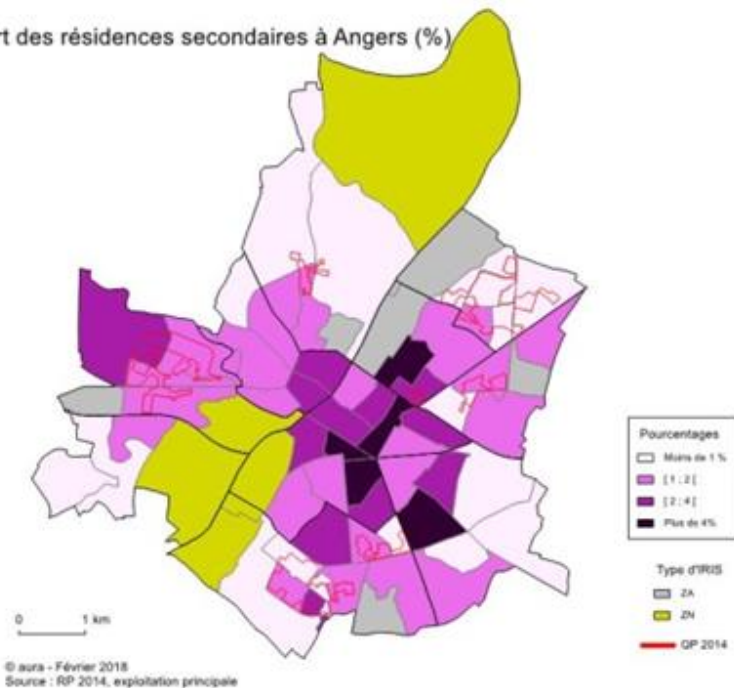 rt des résidences secondaires à Angers (%)
Pourcentages
Moins de 1 %
[ 1 : 2 [
[ 2 : 4 [
Plus de 4%
Type d'IRIS
ZA
ZN
QP 2014
0 1 km
© aura - Février 2018
Source : RP 2014, exploitation principale